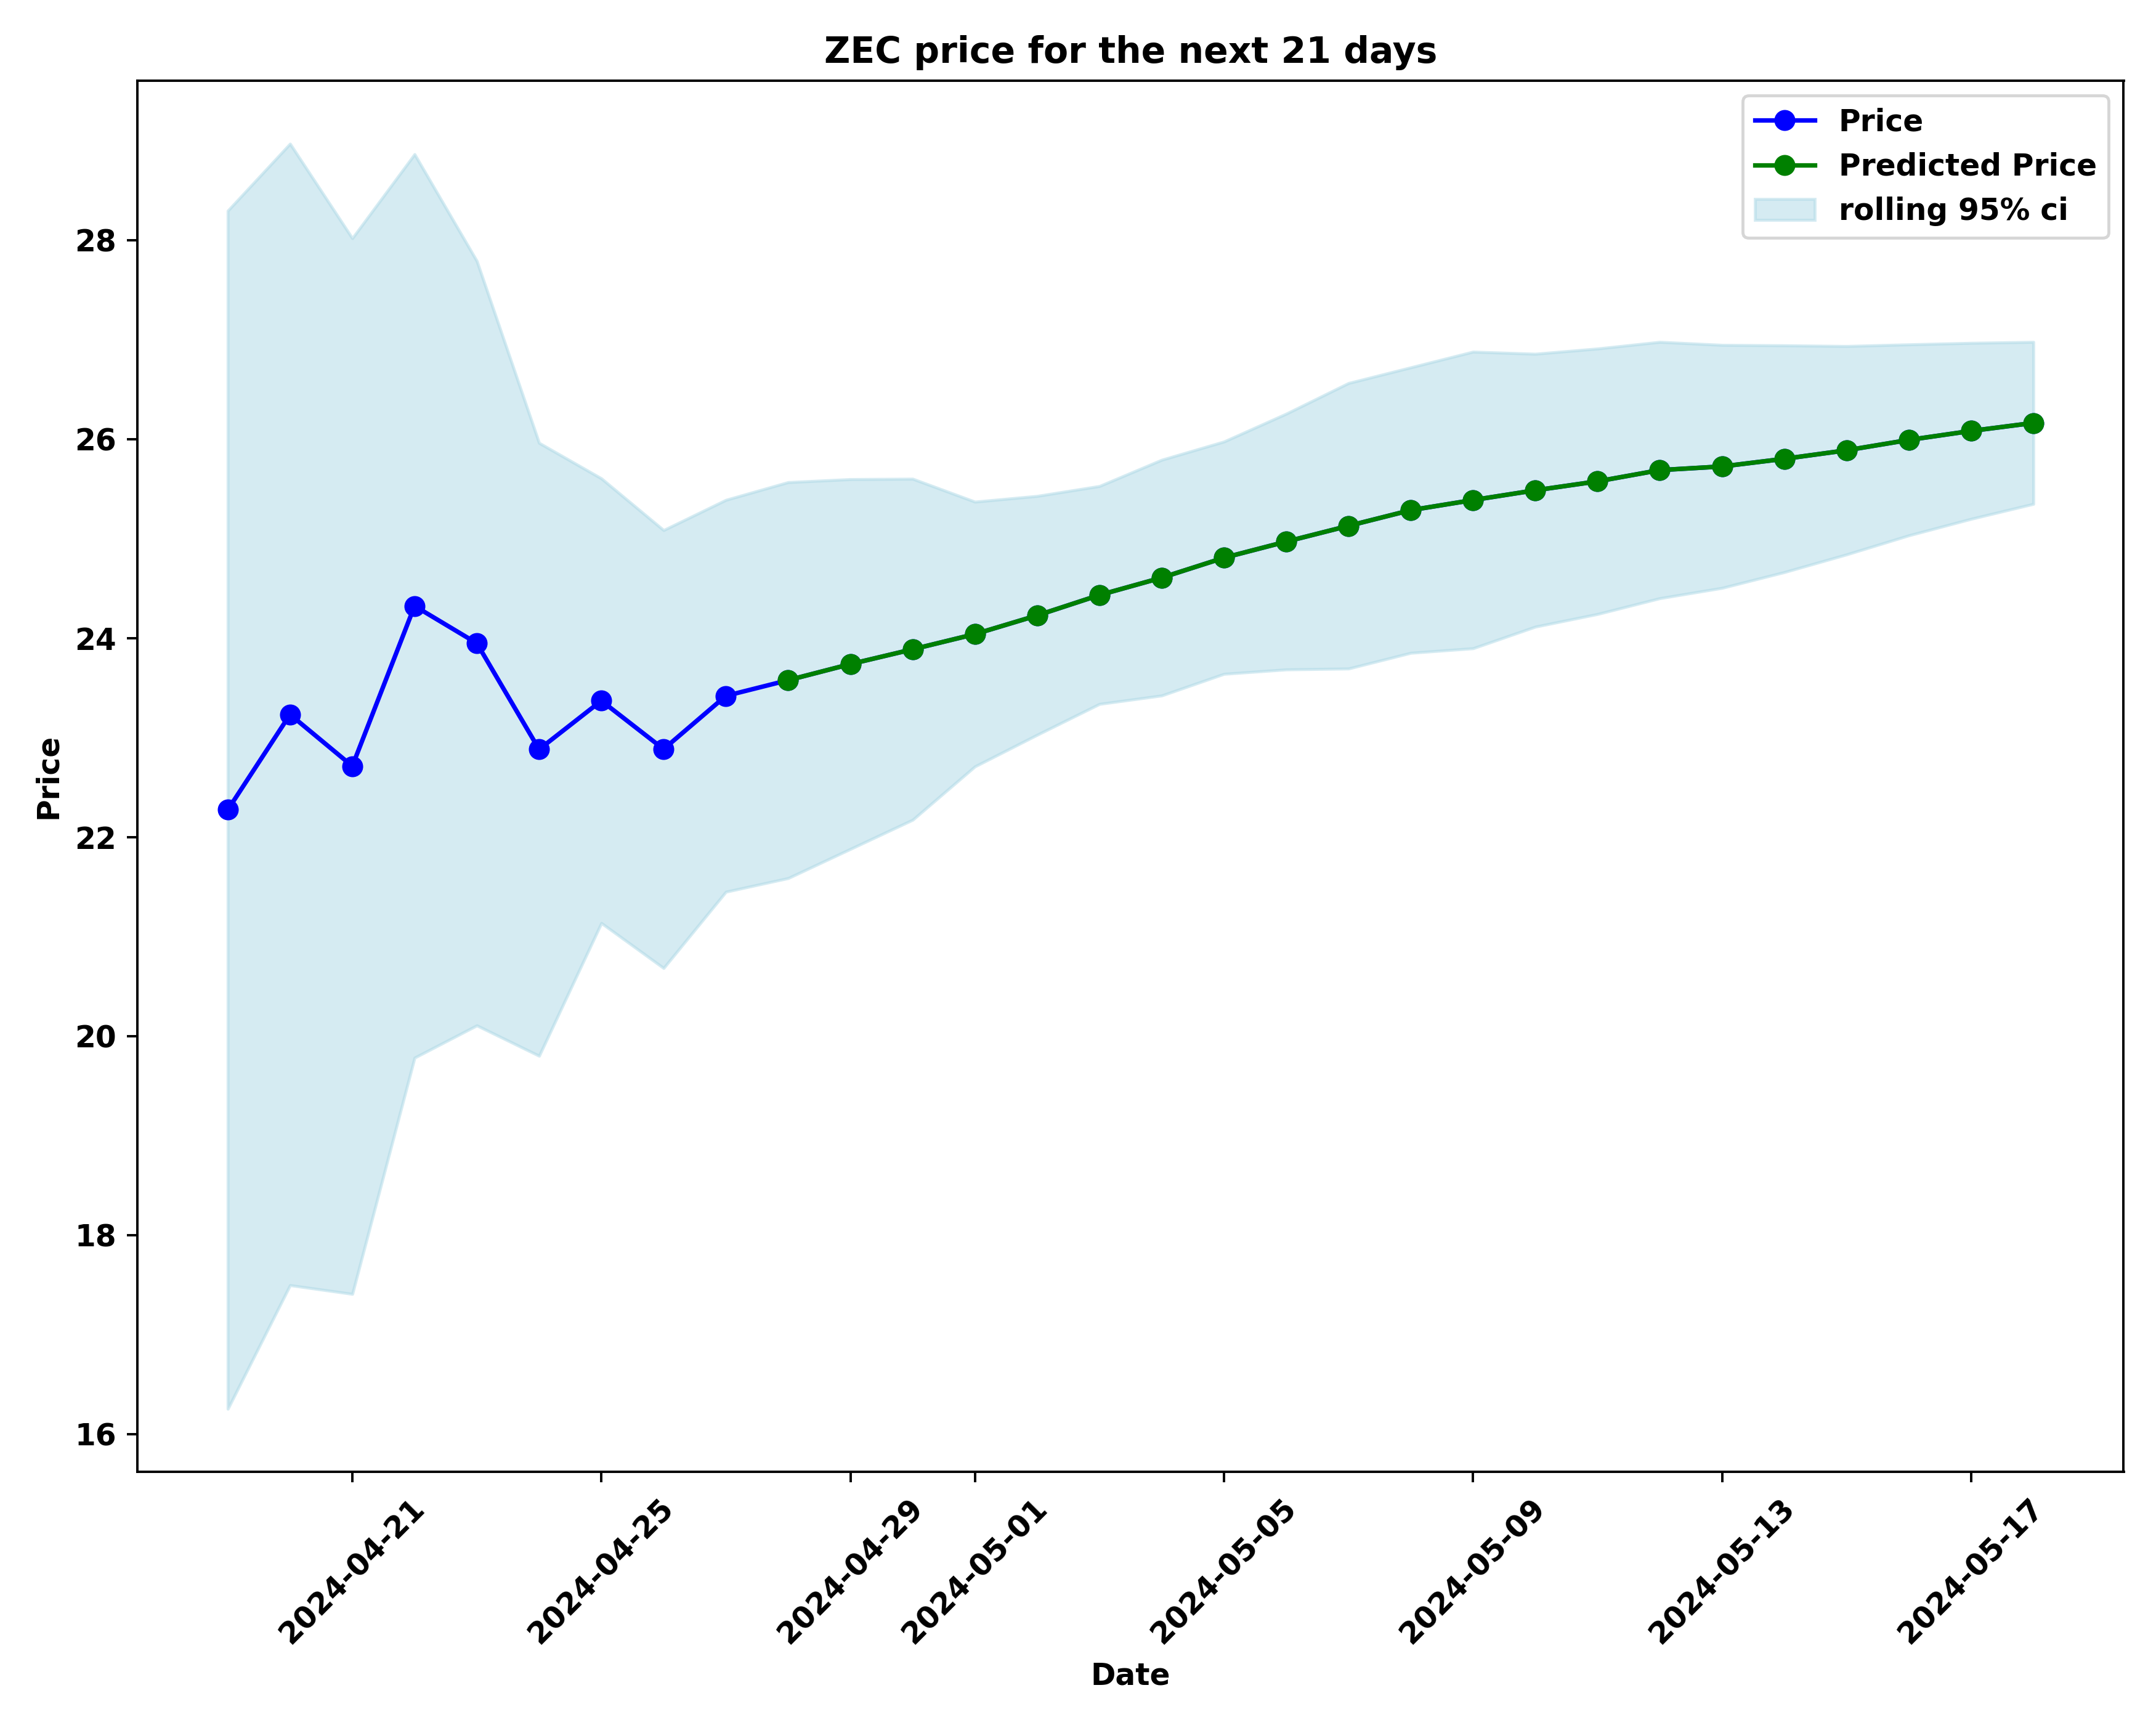 ZEC price for the next 21 days
Price
Predicted Price
rolling 95% ci
28
26
24
22
20
18
16
Price
2024-04-21
2024-04-25
2024-04-29
2024-05-01
2024-05-05
2024-05-09
2024-05-13
2024-05-17
Date